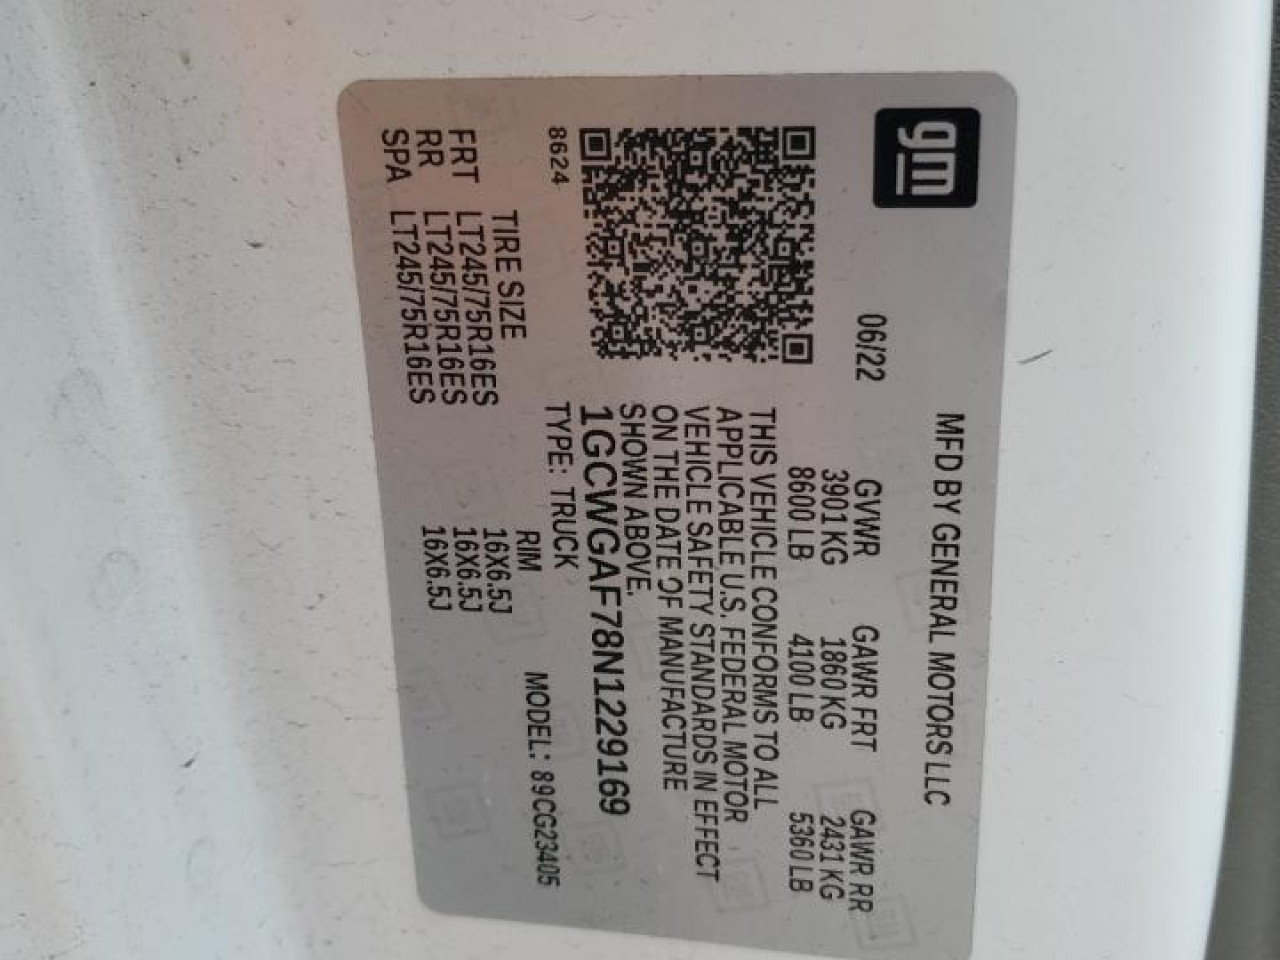 gm
MFD BY GENERAL MOTORS LLC
06/22 GVWR GAWR FRT GAWR RR
3901 KG 1860 KG 2431 KG
8600 LB 4100 LB 5360 LB
THIS VEHICLE CONFORMS TO ALL
APPLICABLE U.S. FEDERAL MOTOR
VEHICLE SAFETY STANDARDS IN EFFECT
ON THE DATE OF MANUFACTURE
SHOWN ABOVE.
1GCWGAF78N1229169
8624 TYPE: TRUCK
MODEL: 89CG23405
TIRE SIZE RIM
FRT LT245/75R16ES 16X6.5J
RR LT245/75R16ES 16X6.5J
SPA LT245/75R16ES 16X6.5J